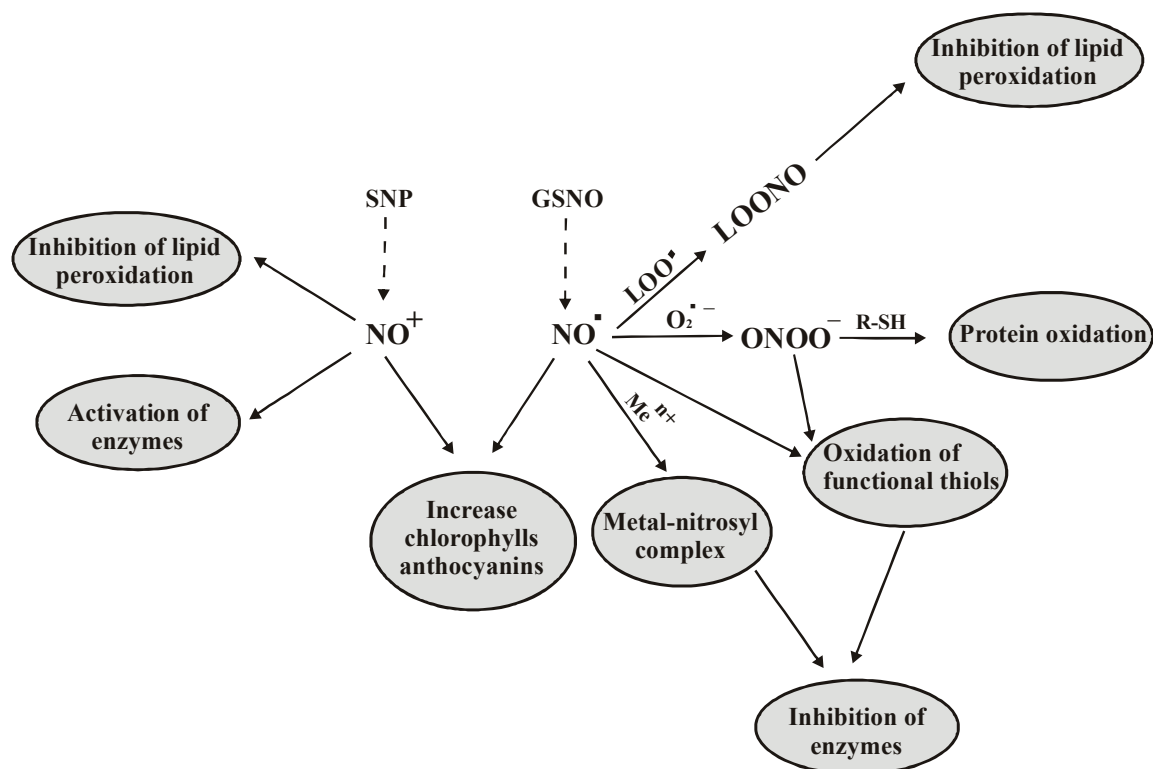 Inhibition of lipid
peroxidation
LOONO
SNP
GSNO
Inhibition of lipid
peroxidation
LOO▪
NO+
NO▪
O₂▪−
ONOO−
R-SH
Protein oxidation
Activation of
enzymes
Me n+
Oxidation of
functional thiols
Increase
chlorophylls
anthocyanins
Metal-nitrosyl
complex
Inhibition of
enzymes